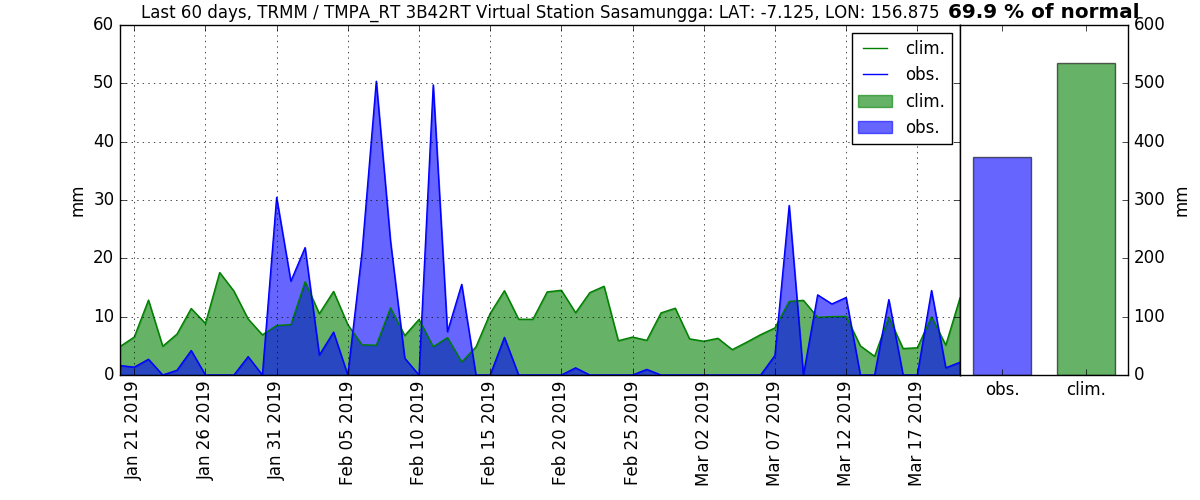 Last 60 days, TRMM / TMPA_RT 3B42RT Virtual Station Sasamungga: LAT: -7.125, LON: 156.875 69.9 % of normal
60
50
40
30
20
10
0
mm
clim.
obs.
clim.
obs.
Jan 21 2019
Jan 26 2019
Jan 31 2019
Feb 05 2019
Feb 10 2019
Feb 15 2019
Feb 20 2019
Feb 25 2019
Mar 02 2019
Mar 07 2019
Mar 12 2019
Mar 17 2019
600
500
400
300
200
100
0
mm
obs.
clim.